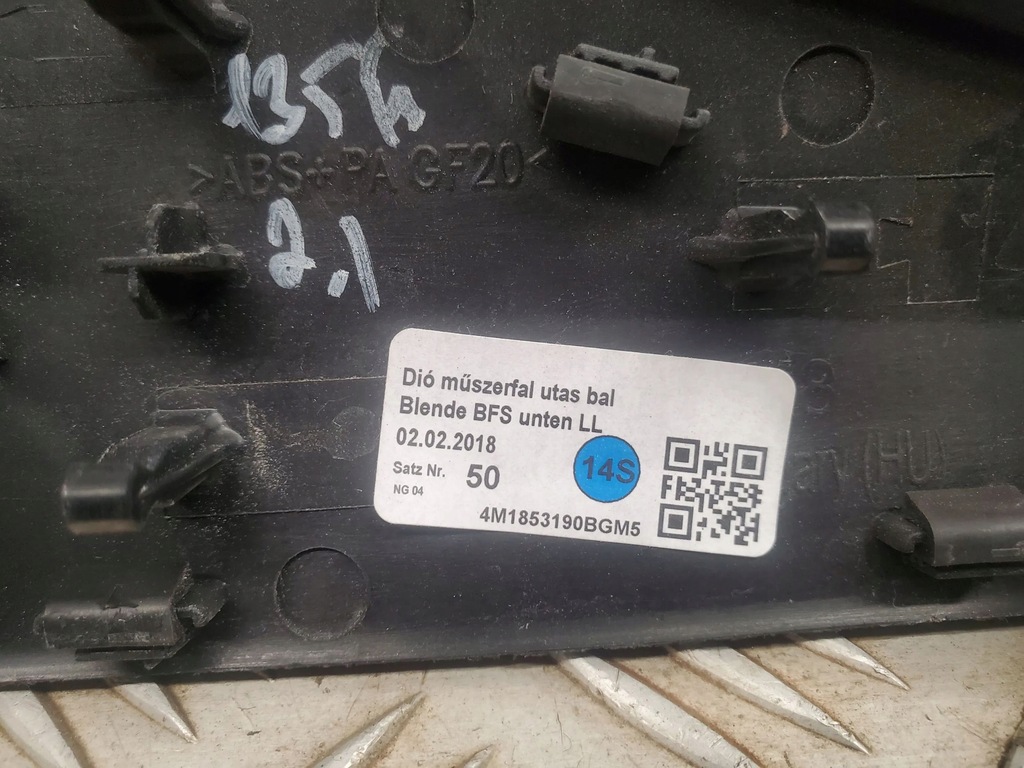 >ABS+PA GF20<
2.1
Dió műszerfal utas bal
Blende BFS unten LL
02.02.2018
Satz Nr. 50
14S
NG 04
4M1853190BGM5
(HU)